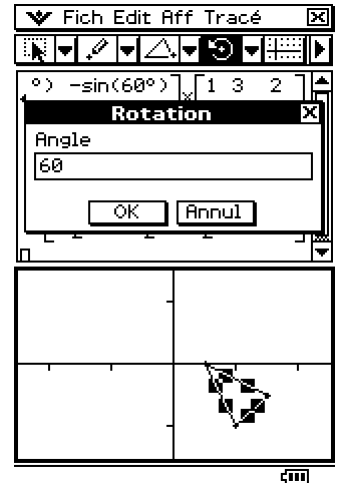 Fich Edit Aff Tracé
°) -sin(60°) × 1 3 2
Rotation
Angle
60
OK Annul